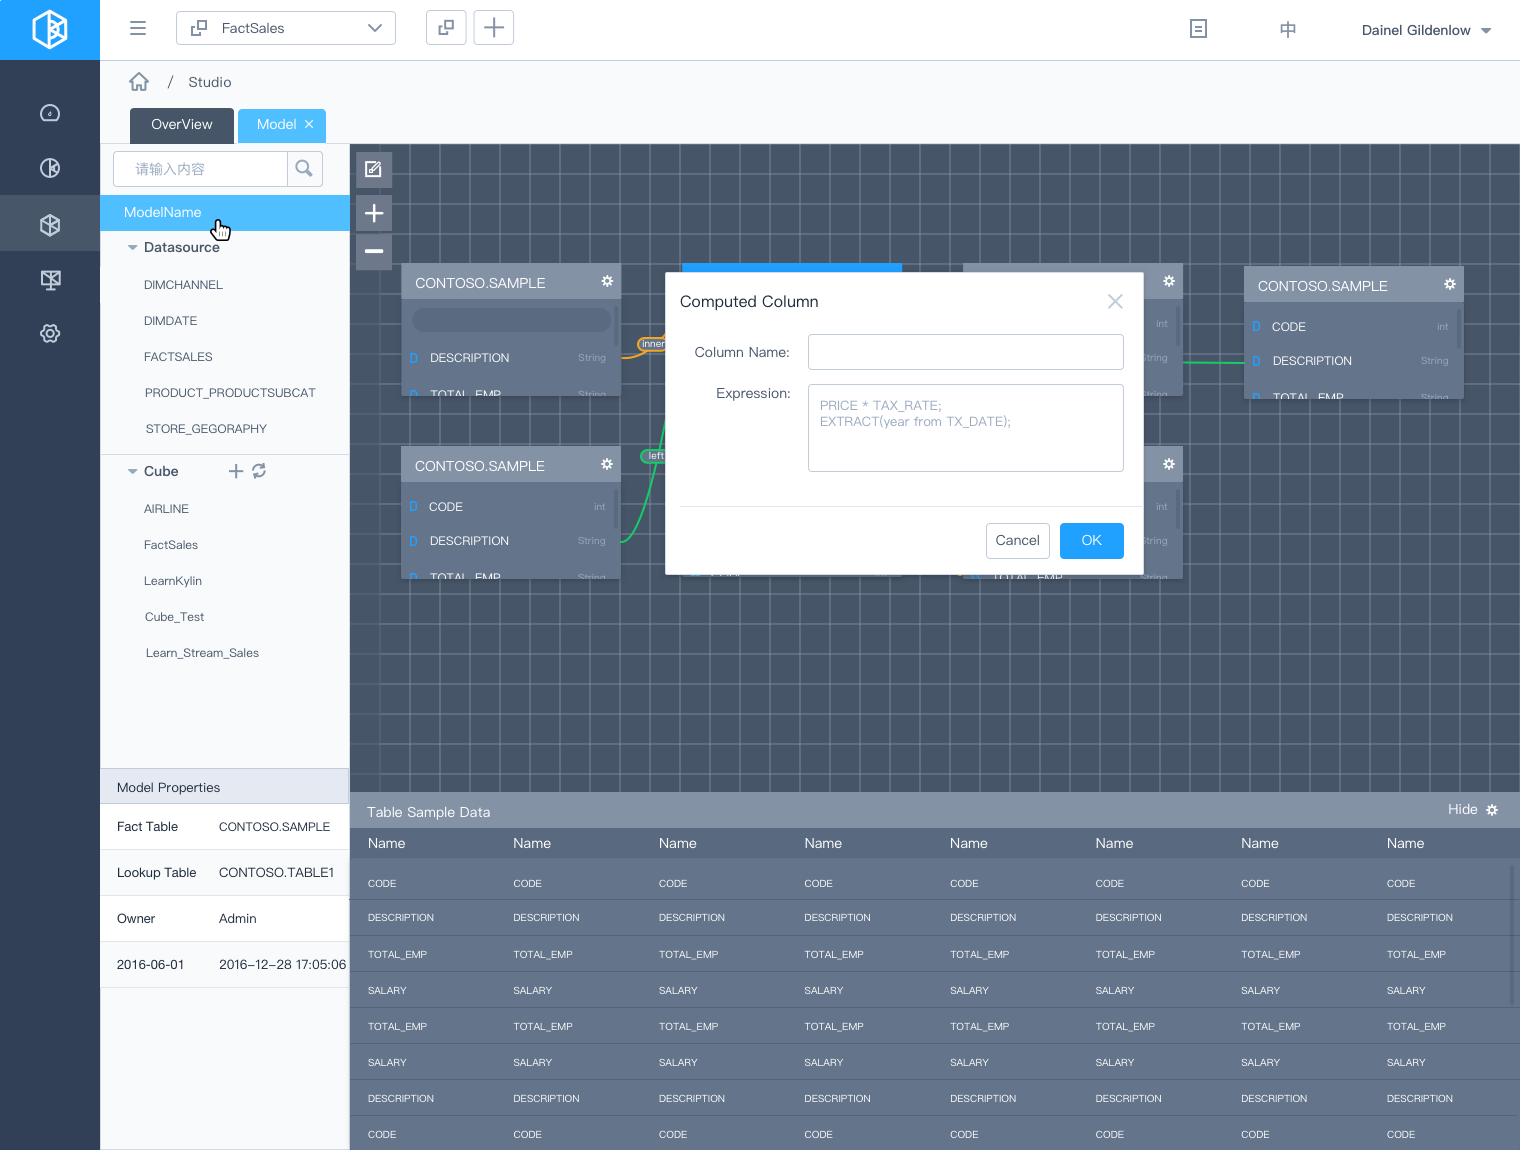 FactSales
中
Dainel Gildenlow
/ Studio
OverView
Model
请输入内容
ModelName
Datasource
DIMCHANNEL
DIMDATE
FACTSALES
PRODUCT_PRODUCTSUBCAT
STORE_GEGORAPHY
Cube
AIRLINE
FactSales
LearnKylin
Cube_Test
Learn_Stream_Sales
Model Properties
Fact Table CONTOSO.SAMPLE
Lookup Table CONTOSO.TABLE1
Owner Admin
2016-06-01 2016-12-28 17:05:06
CONTOSO.SAMPLE
D DESCRIPTION String
D TOTAL_EMP String
inner
CONTOSO.SAMPLE
D CODE int
D DESCRIPTION String
D TOTAL_EMP String
left
int
String
int
String
D TOTAL_EMP String
CONTOSO.SAMPLE
D CODE int
D DESCRIPTION String
D TOTAL_EMP String
Computed Column
Column Name:
Expression:
PRICE * TAX_RATE;
EXTRACT(year from TX_DATE);
Cancel
OK
Table Sample Data
Hide
Name Name Name Name Name Name Name Name
CODE CODE CODE CODE CODE CODE CODE CODE
DESCRIPTION DESCRIPTION DESCRIPTION DESCRIPTION DESCRIPTION DESCRIPTION DESCRIPTION DESCRIPTION
TOTAL_EMP TOTAL_EMP TOTAL_EMP TOTAL_EMP TOTAL_EMP TOTAL_EMP TOTAL_EMP TOTAL_EMP
SALARY SALARY SALARY SALARY SALARY SALARY SALARY SALARY
TOTAL_EMP TOTAL_EMP TOTAL_EMP TOTAL_EMP TOTAL_EMP TOTAL_EMP TOTAL_EMP TOTAL_EMP
SALARY SALARY SALARY SALARY SALARY SALARY SALARY SALARY
DESCRIPTION DESCRIPTION DESCRIPTION DESCRIPTION DESCRIPTION DESCRIPTION DESCRIPTION DESCRIPTION
CODE CODE CODE CODE CODE CODE CODE CODE